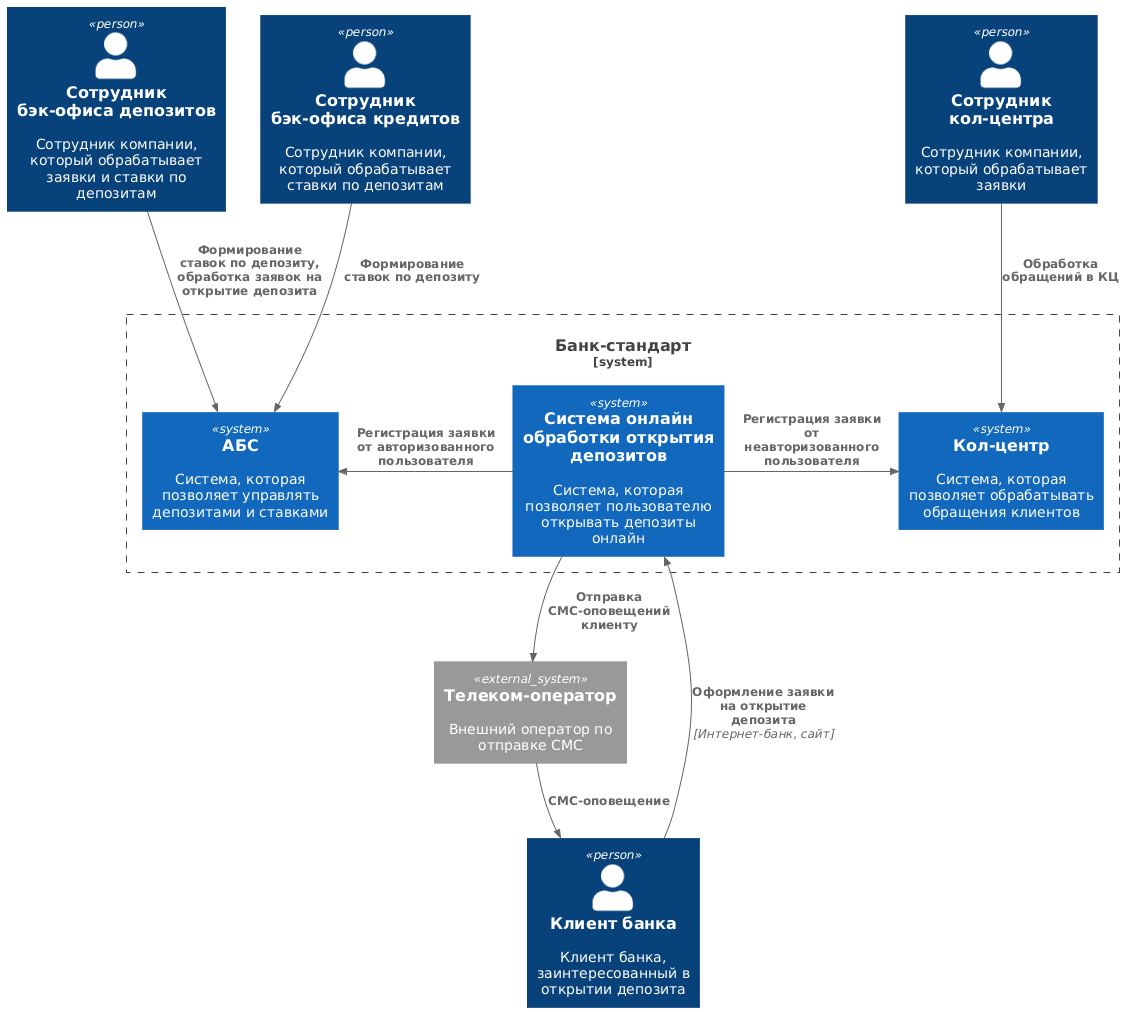 «person»
Сотрудник
бэк-офиса депозитов
Сотрудник компании,
который обрабатывает
заявки и ставки по
депозитам
«person»
Сотрудник
бэк-офиса кредитов
Сотрудник компании,
который обрабатывает
ставки по депозитам
«person»
Сотрудник
кол-центра
Сотрудник компании,
который обрабатывает
заявки
Формирование
ставок по депозиту,
обработка заявок на
открытие депозита
Формирование
ставок по депозиту
Обработка
обращений в КЦ
Банк-стандарт
[system]
«system»
АБС
Система, которая
позволяет управлять
депозитами и ставками
Регистрация заявки
от авторизованного
пользователя
«system»
Система онлайн
обработки открытия
депозитов
Система, которая
позволяет пользователю
открывать депозиты
онлайн
Регистрация заявки
от
неавторизованного
пользователя
«system»
Кол-центр
Система, которая
позволяет обрабатывать
обращения клиентов
Отправка
СМС-оповещений
клиенту
«external_system»
Телеком-оператор
Внешний оператор по
отправке СМС
Оформление заявки
на открытие
депозита
[Интернет-банк, сайт]
СМС-оповещение
«person»
Клиент банка
Клиент банка,
заинтересованный в
открытии депозита